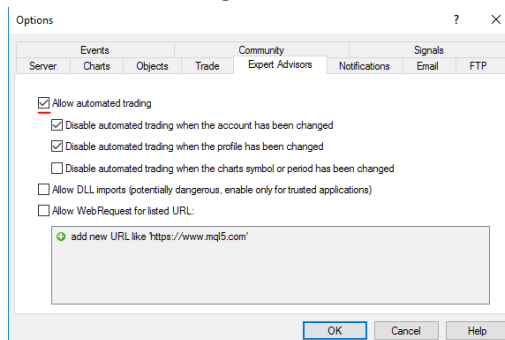 Options ? ×
Events Community Signals
Server Charts Objects Trade Expert Advisors Notifications Email FTP
Allow automated trading
Disable automated trading when the account has been changed
Disable automated trading when the profile has been changed
Disable automated trading when the charts symbol or period has been changed
Allow DLL imports (potentially dangerous, enable only for trusted applications)
Allow WebRequest for listed URL:
add new URL like 'https://www.mql5.com'
OK Cancel Help